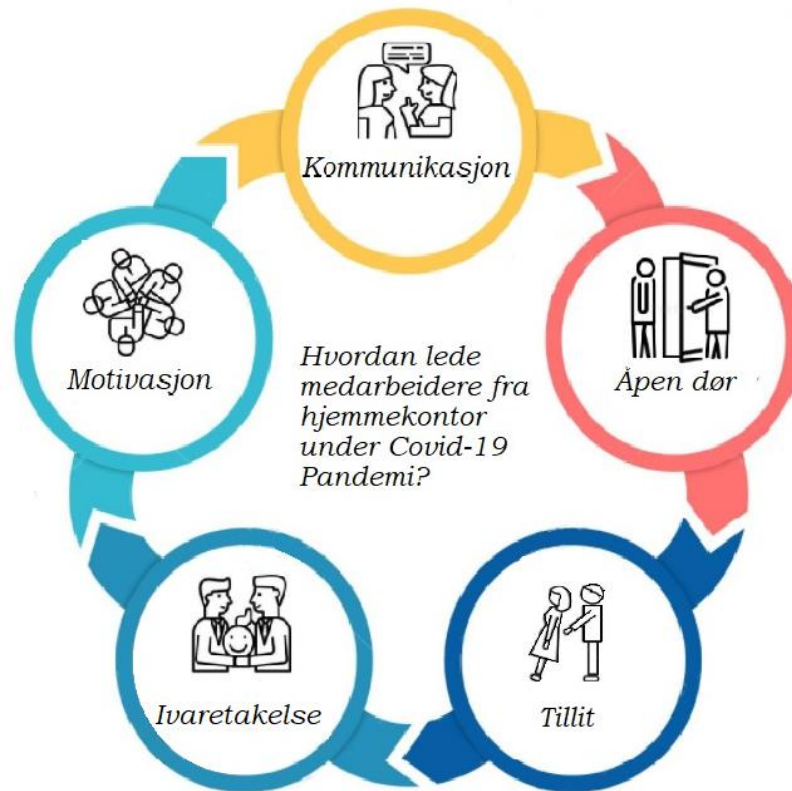 Kommunikasjon
Åpen dør
Tillit
Ivaretakelse
Motivasjon
Hvordan lede
medarbeidere fra
hjemmekontor
under Covid-19
Pandemi?